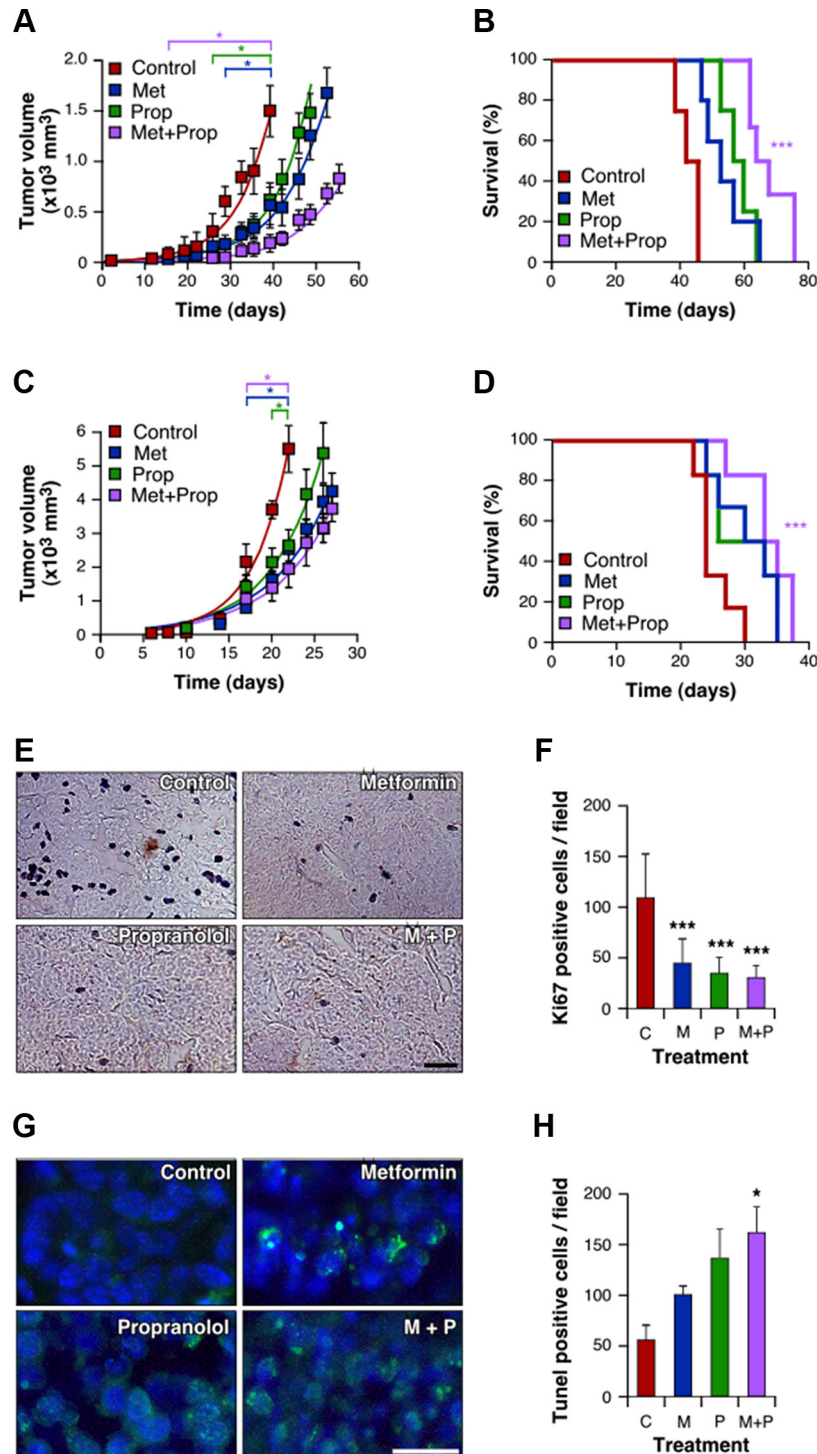 A
* * *
2.0
1.5
1.0
0.5
0
Tumor volume
(x10³ mm³)
Control
Met
Prop
Met+Prop
0 10 20 30 40 50 60
Time (days)
B
100
80
60
40
20
0
Survival (%)
***
Control
Met
Prop
Met+Prop
0 20 40 60 80
Time (days)
C
* * *
6
5
4
3
2
1
0
Tumor volume
(x10³ mm³)
Control
Met
Prop
Met+Prop
0 5 10 15 20 25 30
Time (days)
D
100
80
60
40
20
0
Survival (%)
***
Control
Met
Prop
Met+Prop
0 10 20 30 40
Time (days)
E
Control Metformin
Propranolol M + P
F
200
150
100
50
0
Ki67 positive cells / field
*** *** ***
C M P M+P
Treatment
G
Control Metformin
Propranolol M + P
H
200
150
100
50
0
Tunel positive cells / field
*
C M P M+P
Treatment